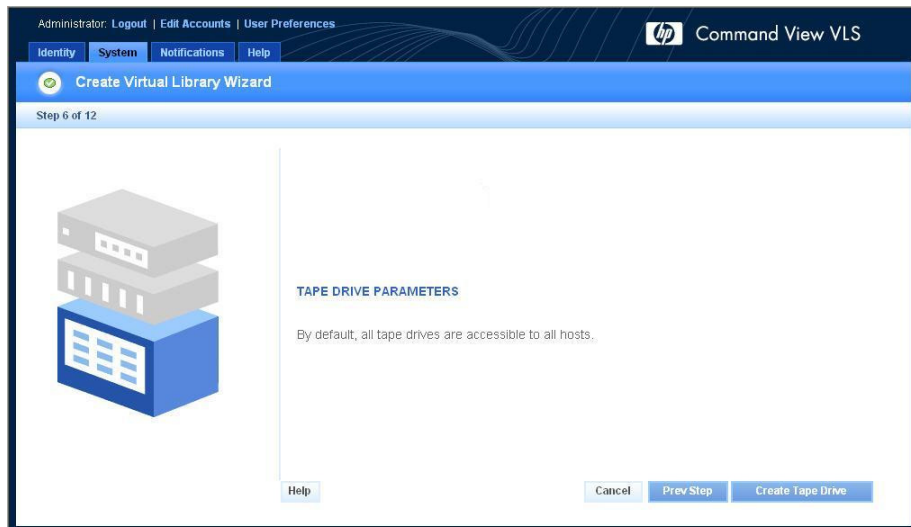 Administrator: Logout | Edit Accounts | User Preferences
hp Command View VLS
Identity System Notifications Help
Create Virtual Library Wizard
Step 6 of 12
TAPE DRIVE PARAMETERS
By default, all tape drives are accessible to all hosts.
Help Cancel Prev Step Create Tape Drive